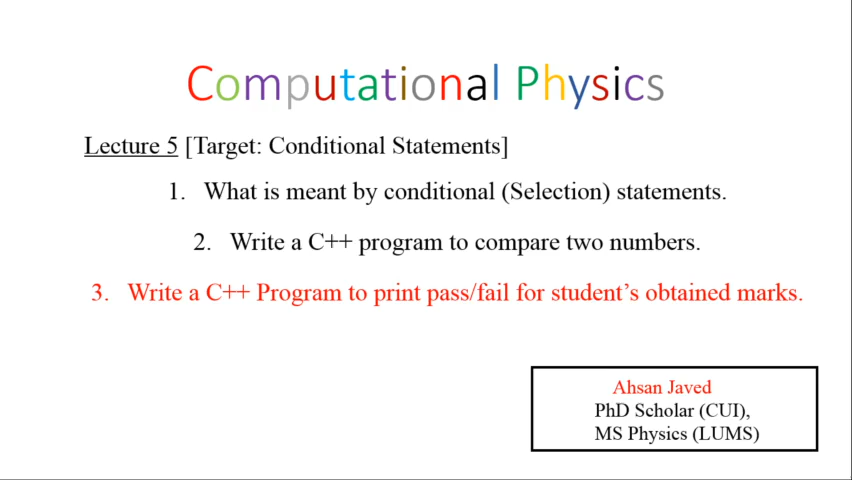 Computational Physics
Lecture 5 [Target: Conditional Statements]
1. What is meant by conditional (Selection) statements.
2. Write a C++ program to compare two numbers.
3. Write a C++ Program to print pass/fail for student’s obtained marks.
Ahsan Javed
PhD Scholar (CUI),
MS Physics (LUMS)